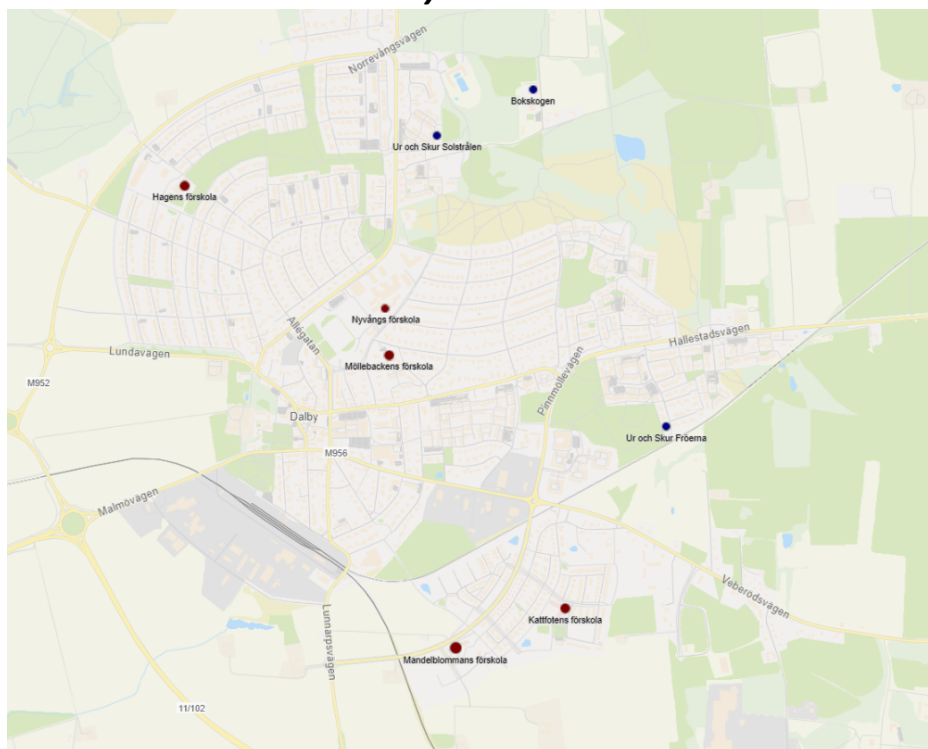 Norrevångsvägen
Bokskogen
Ur och Skur Solstrålen
Hagens förskola
Nyvångs förskola
Allégatan
Hallestadsvägen
Lundavägen
Möllebackens förskola
M952
Pinnmöllevägen
Dalby
Ur och Skur Fröerna
M956
Malmövägen
Veberödsvägen
Kattfotens förskola
Lunnarpsvägen
Mandelblommans förskola
11/102